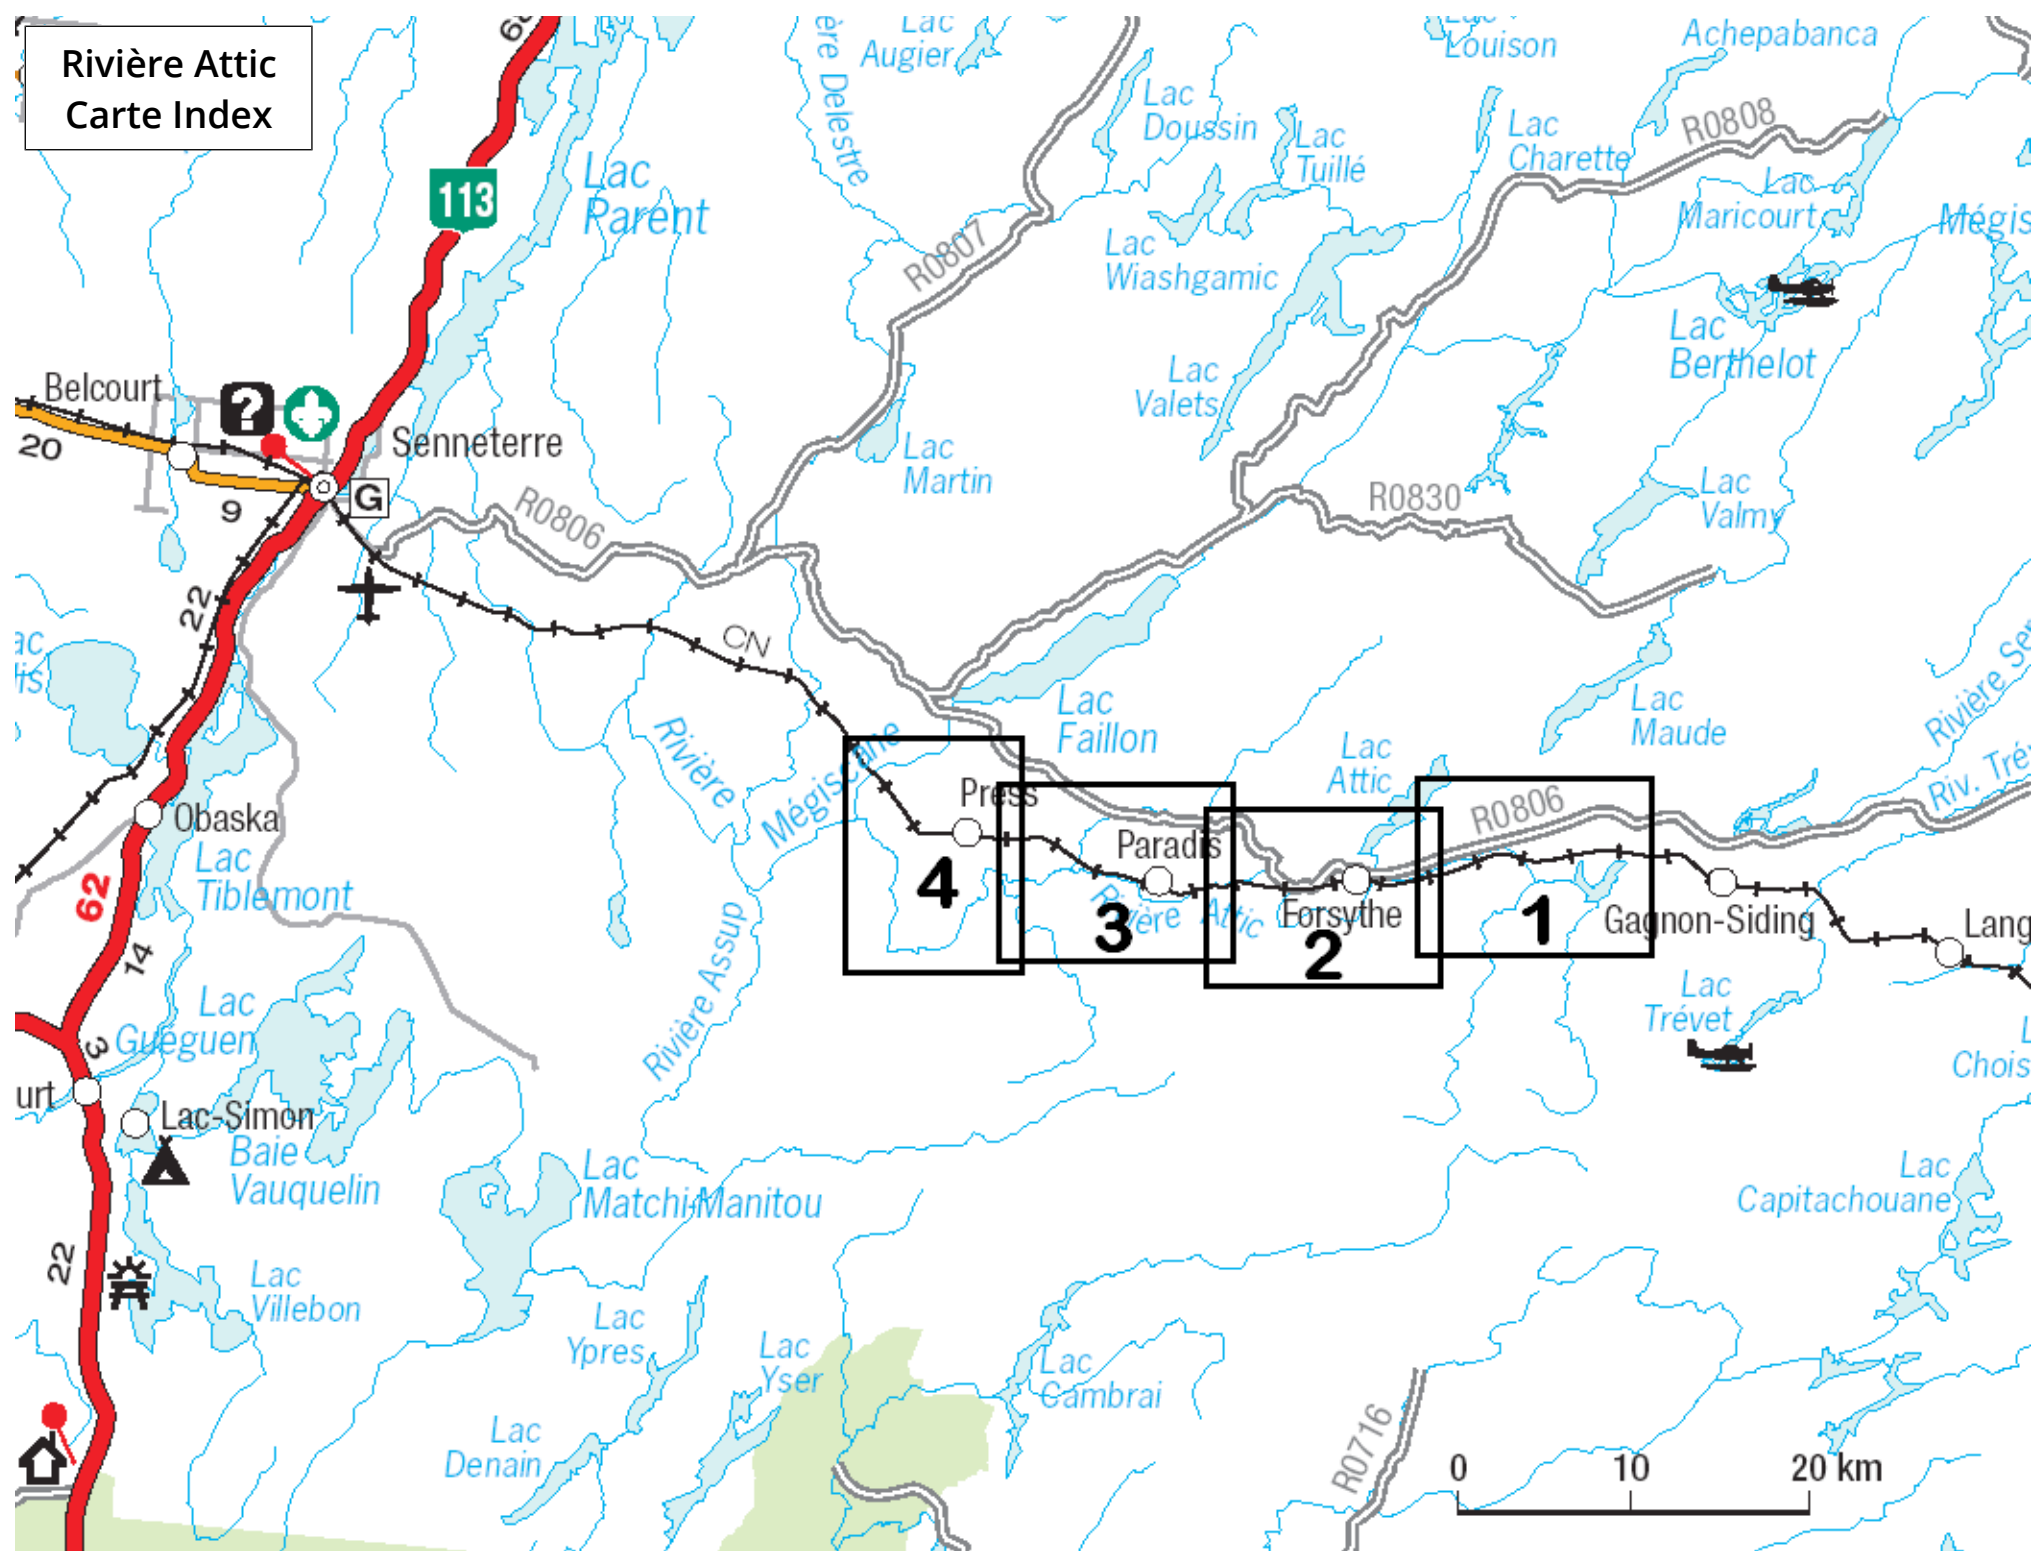 Rivière Attic
Carte Index
113
Lac
Parent
Lac
Augier
Lac
Doussin
Lac
Tuillé
Louison
Achepabanca
Lac
Charette
R0808
Lac
Maricourt
Lac
Wiashgamic
R0807
Lac
Berthelot
Lac
Valets
Belcourt
?
20
9
Senneterre
G
R0806
Lac
Martin
R0830
Lac
Valmy
22
CN
Lac
Faillon
Lac
Maude
Rivière
Mégiscane
Lac
Attic
R0806
Press
Paradis
Obaska
Lac
Tiblemont
62
14
4
3
2
1
Rivière Attic
Forsythe
Gagnon-Siding
Rivière Assup
Lac
Guéguen
3
Lac
Trévet
Lac-Simon
Baie
Vauquelin
Lac
Matchi-Manitou
Lac
Capitachouane
22
Lac
Villebon
Lac
Ypres
Lac
Yser
Lac
Cambrai
Lac
Denain
R0716
0 10 20 km